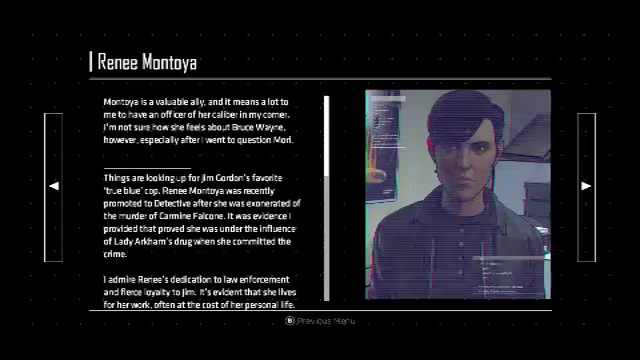 Renee Montoya
Montoya is a valuable ally, and it means a lot to
me to have an officer of her caliber in my corner.
I'm not sure how she feels about Bruce Wayne,
however, especially after I went to question Mori.
Things are looking up for Jim Gordon's favorite
'true blue' cop. Renee Montoya was recently
promoted to Detective after she was exonerated of
the murder of Carmine Falcone. It was evidence I
provided that proved she was under the influence
of Lady Arkham's drug when she committed the
crime.
I admire Renee's dedication to law enforcement
and fierce loyalty to Jim. It's evident that she lives
for her work, often at the cost of her personal life.
B Previous Menu